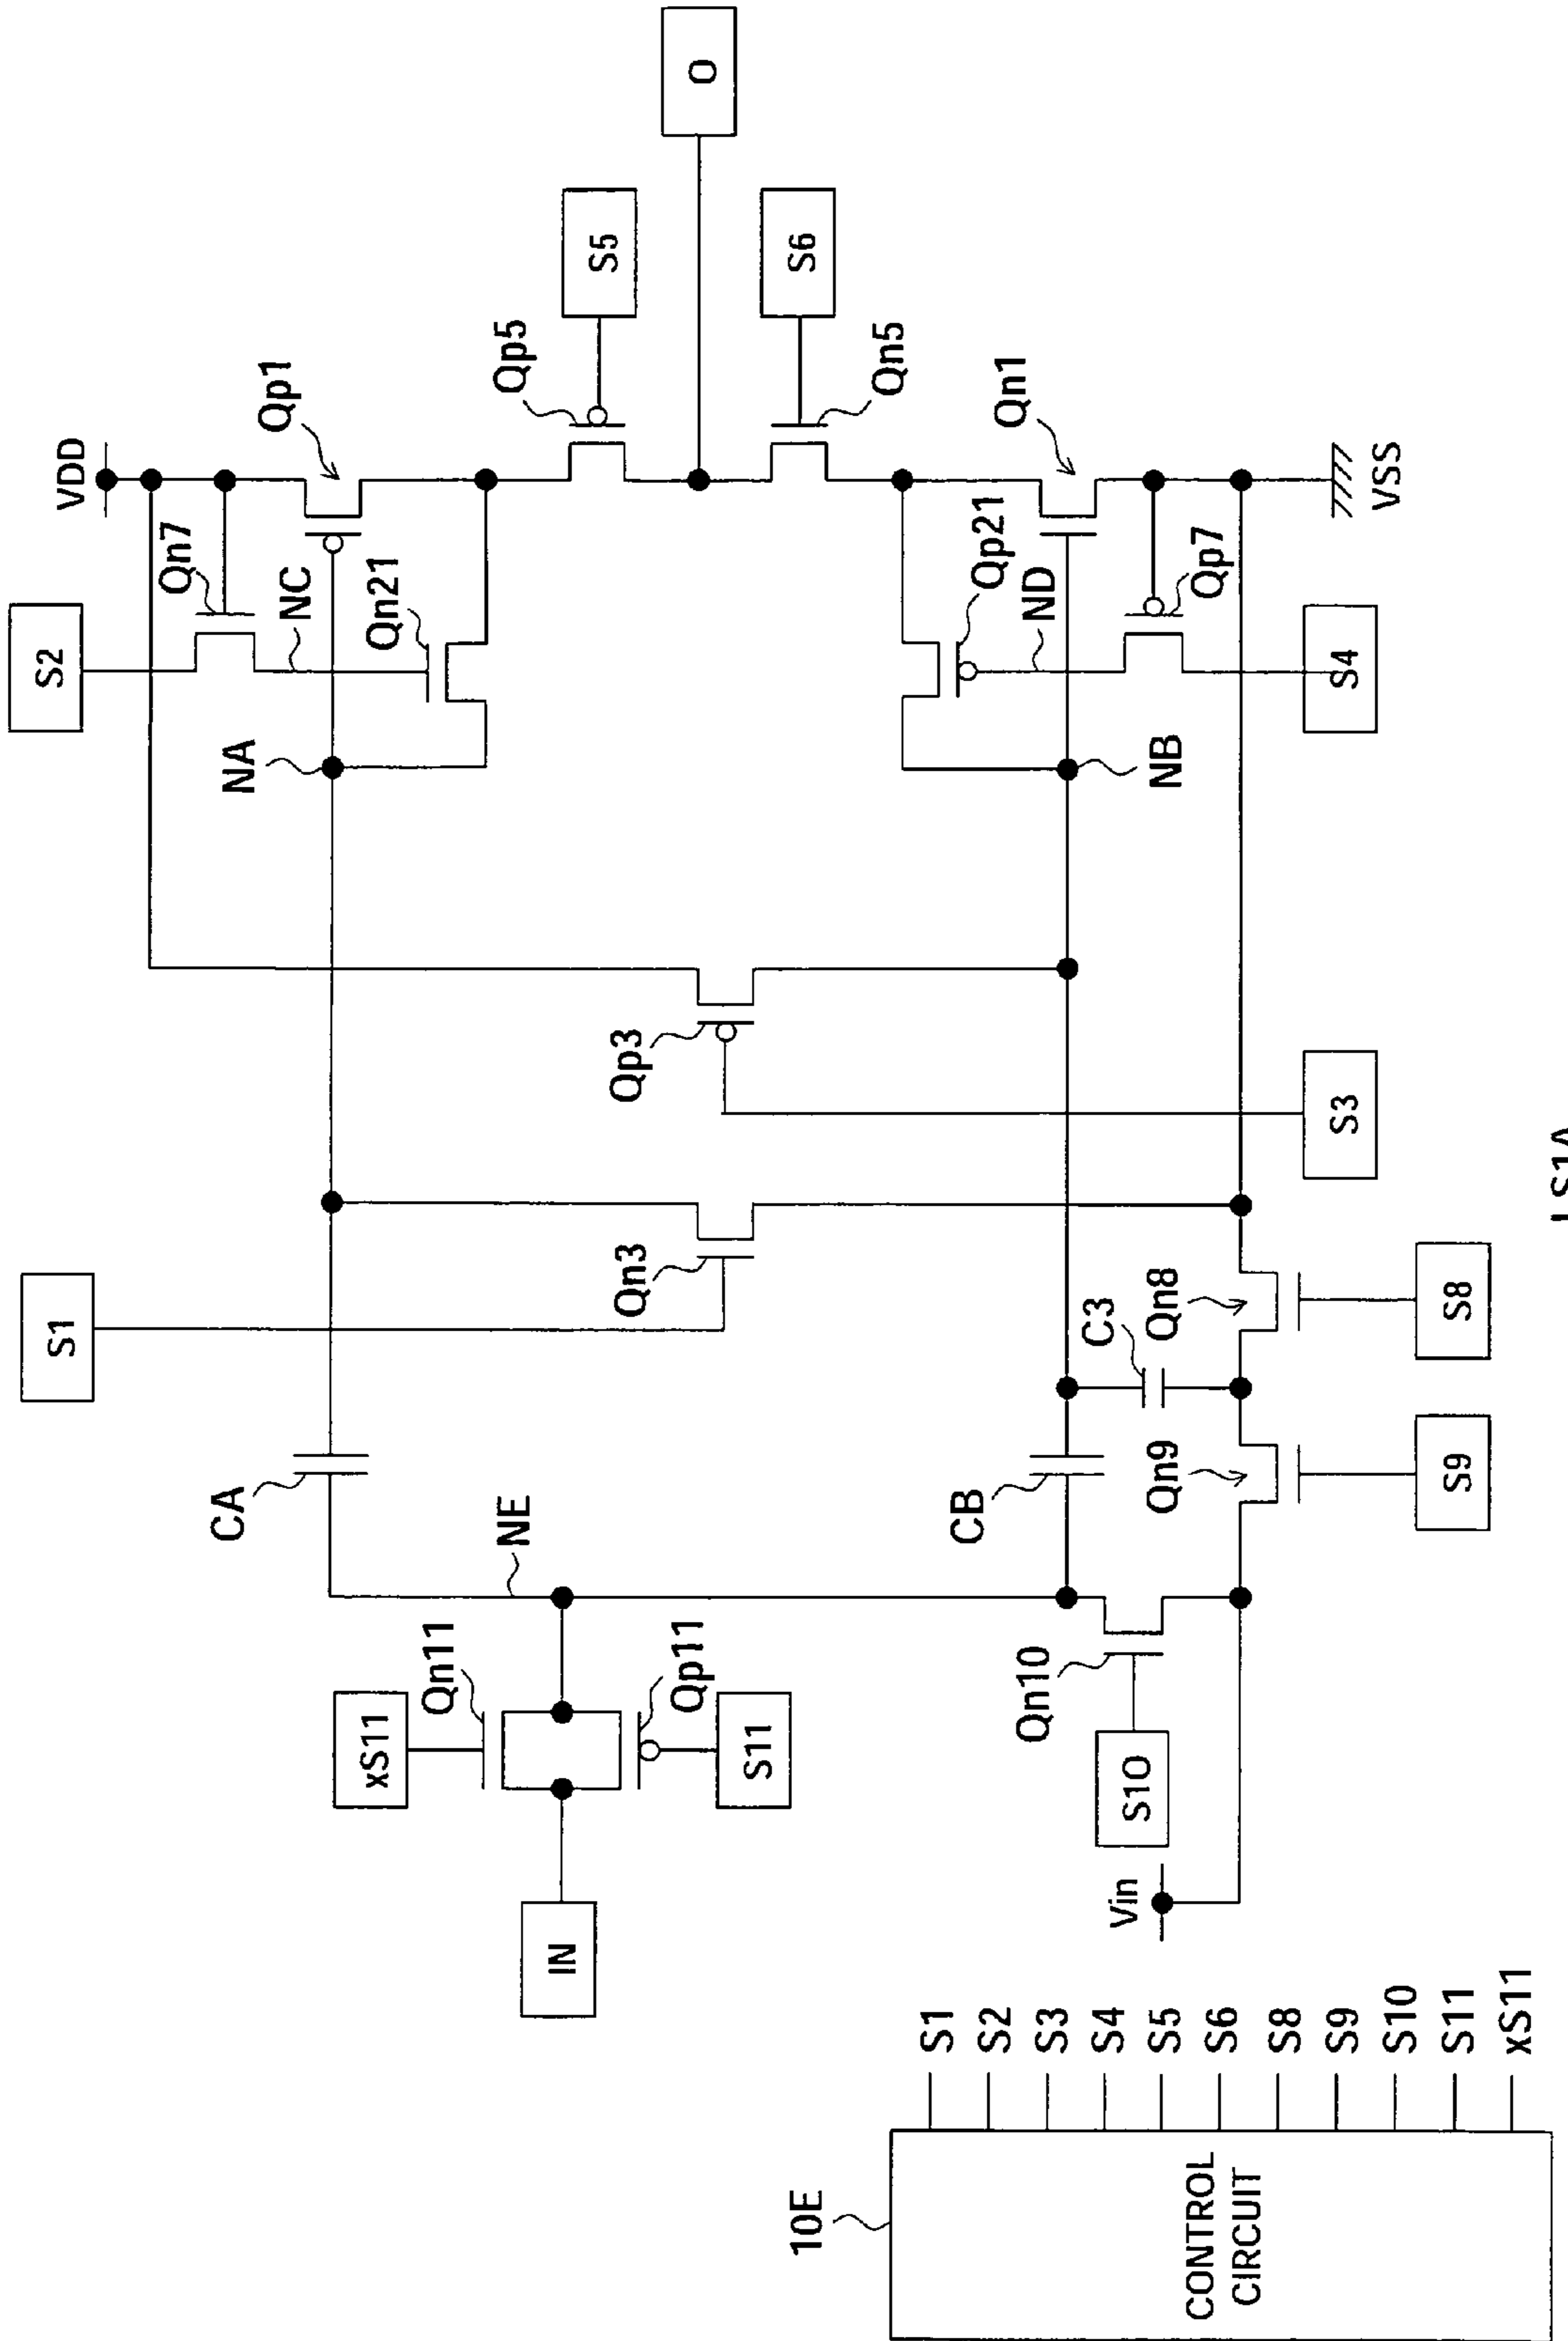 S1
S2
VDD
Qn7
Qp1
NC
NA
Qn21
CA
NE
xS11
Qn11
IN
Qp11
S11
Qn3
Qp3
Qp5
S5
O
S6
Qn5
Qp21
Qn1
ND
NB
Qp7
VSS
CB
C3
Qn8
Qn9
Qn10
S10
Vin
S9
S8
S3
S4
10E
CONTROL
CIRCUIT
S1
S2
S3
S4
S5
S6
S8
S9
S10
S11
xS11